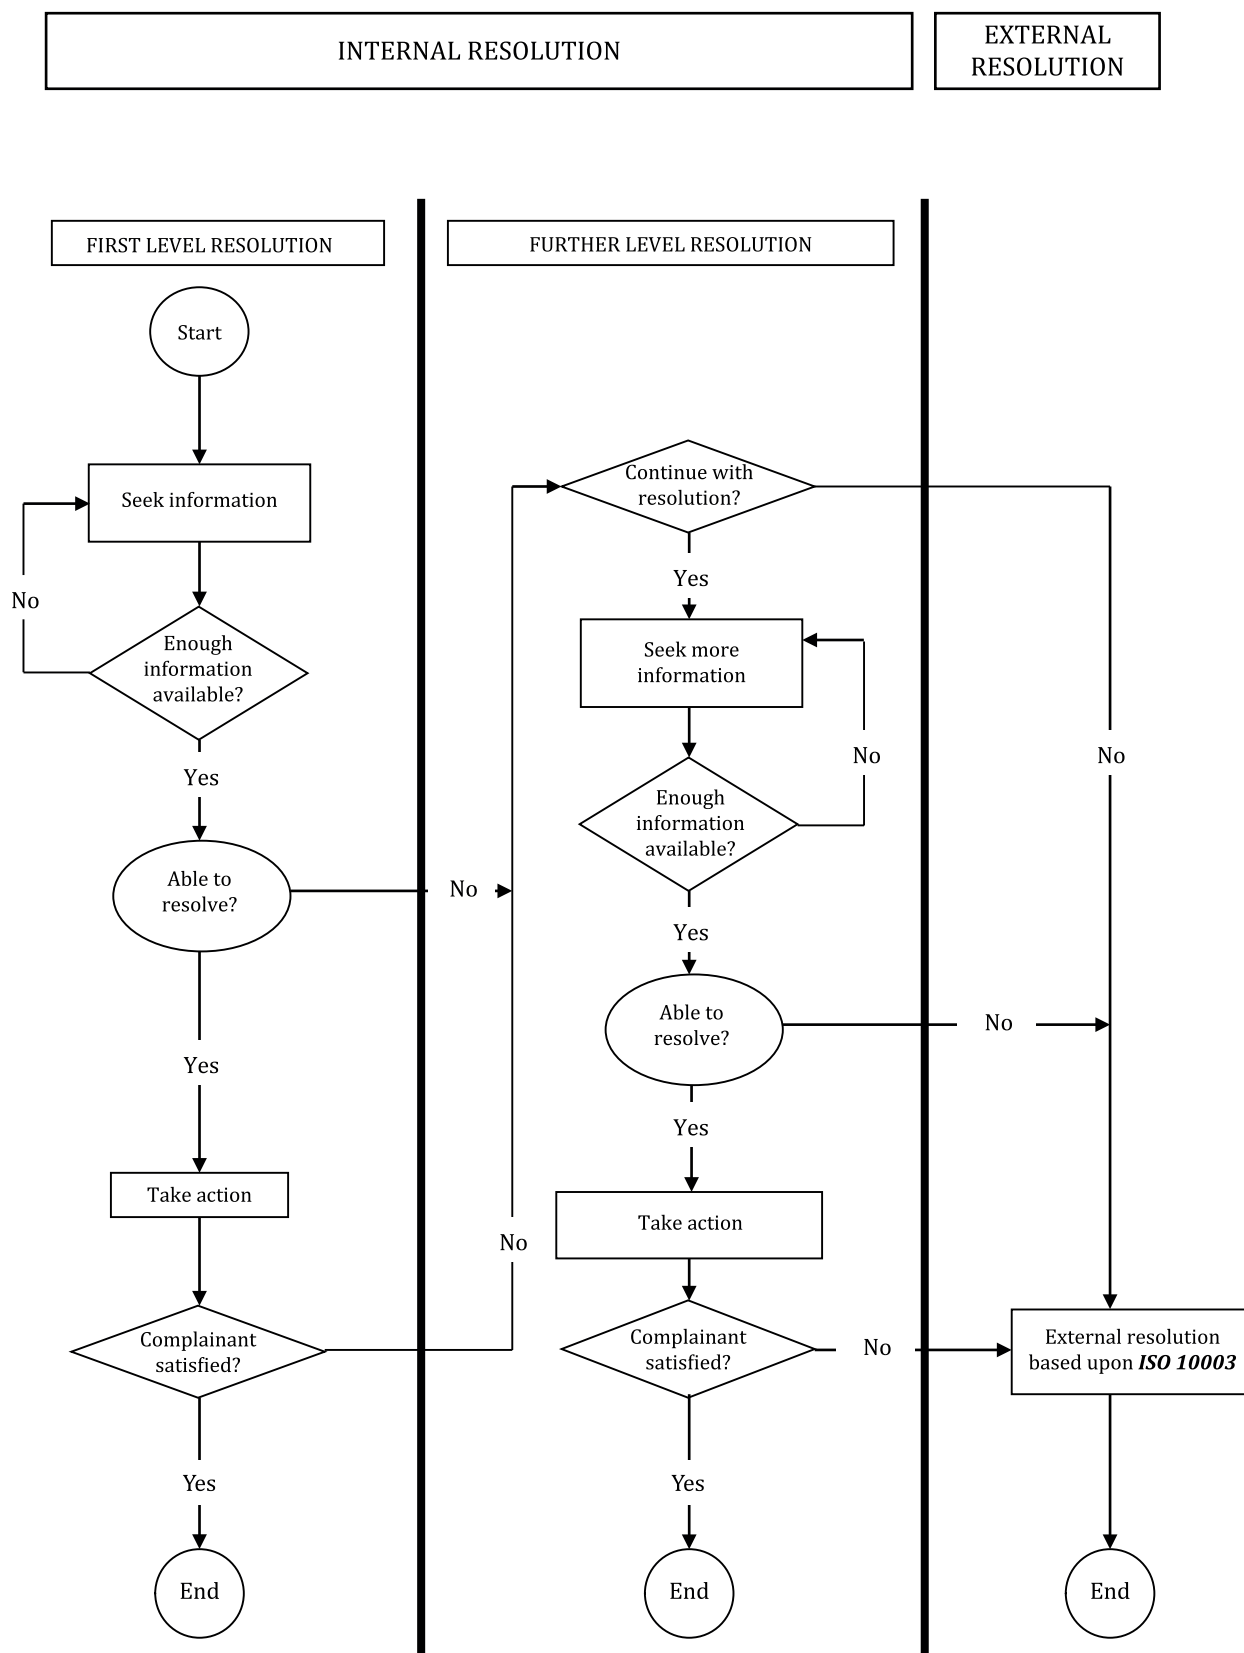 INTERNAL RESOLUTION
EXTERNAL
RESOLUTION
FIRST LEVEL RESOLUTION
Start
Seek information
No
Enough
information
available?
Yes
Able to
resolve?
No
Yes
Take action
No
Complainant
satisfied?
Yes
End
FURTHER LEVEL RESOLUTION
Continue with
resolution?
Yes
Seek more
information
No
Enough
information
available?
Yes
Able to
resolve?
No
Yes
Take action
Complainant
satisfied?
No
Yes
End
No
External resolution
based upon ISO 10003
End